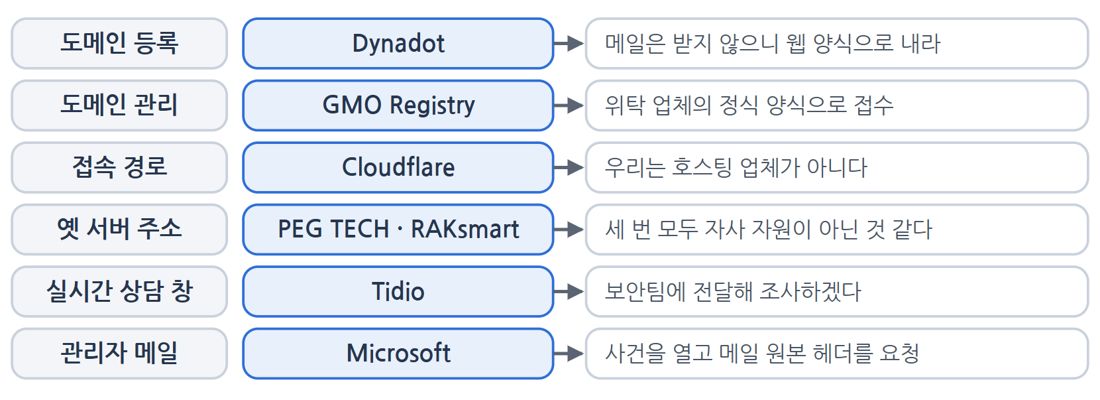 도메인 등록 Dynadot 메일은 받지 않으니 웹 양식으로 내라
도메인 관리 GMO Registry 위탁 업체의 정식 양식으로 접수
접속 경로 Cloudflare 우리는 호스팅 업체가 아니다
옛 서버 주소 PEG TECH · RAKsmart 세 번 모두 자사 자원이 아닌 것 같다
실시간 상담 창 Tidio 보안팀에 전달해 조사하겠다
관리자 메일 Microsoft 사건을 열고 메일 원본 헤더를 요청